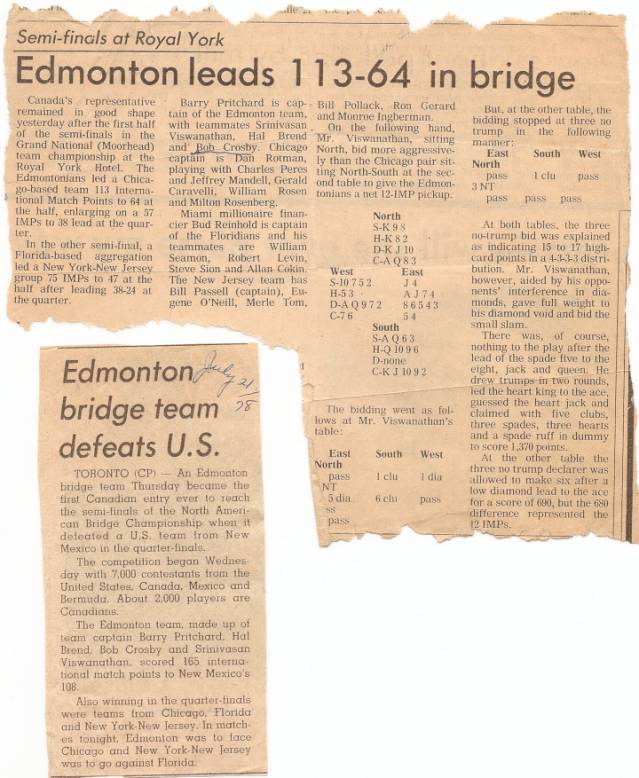 Semi-finals at Royal York
Edmonton leads 113-64 in bridge
Canada's representative
remained in good shape
yesterday after the first half
of the semi-finals in the
Grand National (Moorhead)
team championship at the
Royal York Hotel. The
Edmontonians led a Chica-
go-based team 113 Interna-
tional Match Points to 64 at
the half, enlarging on a 57
IMPs to 38 lead at the quar-
ter.
In the other semi-final, a
Florida-based aggregation
led a New York-New Jersey
group 75 IMPs to 47 at the
half after leading 38-24 at
the quarter.
Barry Pritchard is cap-
tain of the Edmonton team,
with teammates Srinivasan
Viswanathan, Hal Brend
and Bob Crosby. Chicago
captain is Dan Rotman,
playing with Charles Peres
and Jeffrey Mandell, Gerald
Caravelli, William Rosen
and Milton Rosenberg.
Miami millionaire finan-
cier Bud Reinhold is captain
of the Floridians and his
teammates are William
Seamon, Robert Levin,
Steve Sion and Allan Cokin.
The New Jersey team has
Bill Passell (captain), Eu-
gene O'Neill, Merle Tom,
Bill Pollack, Ron Gerard
and Monroe Ingberman.
On the following hand,
Mr. Viswanathan, sitting
North, bid more aggressive-
ly than the Chicago pair sit-
ting North-South at the sec-
ond table to give the Edmon-
tonians a net 12-IMP pickup.
North
S-K 9 8
H-K 8 2
D-K J 10
C-A Q 8 3
West East
S-10 7 5 2 J 4
H-5 3 A J 7 4
D-A Q 9 7 2 8 6 5 4 3
C-7 6 5 4
South
S-A Q 6 3
H-Q 10 9 6
D-none
C-K J 10 9 2
The bidding went as fol-
lows at Mr. Viswanathan's
table:
East South West
North
pass 1 clu 1 dia
NT
5 dia 6 clu pass
ss
pass
But, at the other table, the
bidding stopped at three no
trump in the following
manner:
East South West
North
pass 1 clu pass
3 NT
pass pass pass
At both tables, the three
no-trump bid was explained
as indicating 15 to 17 high-
card points in a 4-3-3-3 distri-
bution. Mr. Viswanathan,
however, aided by his oppo-
nents' interference in dia-
monds, gave full weight to
his diamond void and bid the
small slam.
There was, of course,
nothing to the play after the
lead of the spade five to the
eight, jack and queen. He
drew trumps in two rounds,
led the heart king to the ace,
guessed the heart jack and
claimed with five clubs,
three spades, three hearts
and a spade ruff in dummy
to score 1,370 points.
At the other table the
three no trump declarer was
allowed to make six after a
low diamond lead to the ace
for a score of 690, but the 680
difference represented the
12 IMPs.
Edmonton
bridge team
defeats U.S.
July 21/
78
TORONTO (CP) — An Edmonton
bridge team Thursday became the
first Canadian entry ever to reach
the semi-finals of the North Ameri-
can Bridge Championship when it
defeated a U.S. team from New
Mexico in the quarter-finals.
The competition began Wednes-
day with 7,000 contestants from the
United States, Canada, Mexico and
Bermuda. About 2,000 players are
Canadians.
The Edmonton team, made up of
team captain Barry Pritchard, Hal
Brend, Bob Crosby and Srinivasan
Viswanathan, scored 165 interna-
tional match points to New Mexico's
108.
Also winning in the quarter-finals
were teams from Chicago, Florida
and New York-New Jersey. In match-
es tonight, Edmonton was to face
Chicago and New York-New Jersey
was to go against Florida.